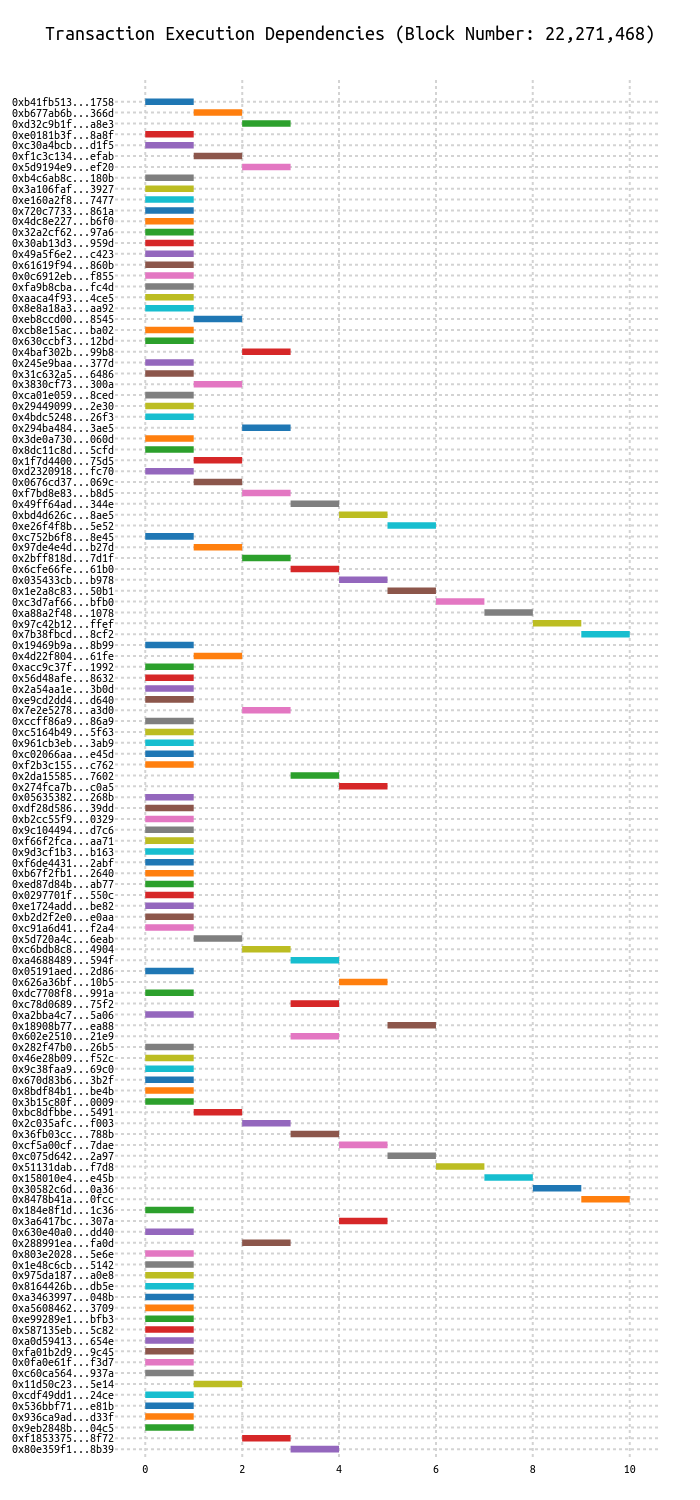 Transaction Execution Dependencies (Block Number: 22,271,468)
0xb41fb513...1758
0xb677ab6b...366d
0xd32c9b1f...a8e3
0xe0181b3f...8a8f
0xc30a4bcb...d1f5
0xf1c3c134...efab
0x5d9194e9...ef20
0xb4c6ab8c...180b
0x3a106faf...3927
0xe160a2f8...7477
0x720c7733...861a
0x4dc8e227...b6f0
0x32a2cf62...97a6
0x30ab13d3...959d
0x49a5f6e2...c423
0x61619f94...860b
0x0c6912eb...f855
0xfa9b8cba...fc4d
0xaaca4f93...4ce5
0x8e8a18a3...aa92
0xeb8ccd00...8545
0xcb8e15ac...ba02
0x630ccbf3...12bd
0x4baf302b...99b8
0x245e9baa...377d
0x31c632a5...6486
0x3830cf73...300a
0xca01e059...8ced
0x29449099...2e30
0x4bdc5248...26f3
0x294ba484...3ae5
0x3de0a730...060d
0x8dc11c8d...5cfd
0x1f7d4400...75d5
0xd2320918...fc70
0x0676cd37...069c
0xf7bd8e83...b8d5
0x49ff64ad...344e
0xbd4d626c...8ae5
0xe26f4f8b...5e52
0xc752b6f8...8e45
0x97de4e4d...b27d
0x2bff818d...7d1f
0x6cfe66fe...61b0
0x035433cb...b978
0x1e2a8c83...50b1
0xc3d7af66...bfb0
0xa88a2f48...1078
0x97c42b12...ffef
0x7b38fbcd...8cf2
0x19469b9a...8b99
0x4d22f804...61fe
0xacc9c37f...1992
0x56d48afe...8632
0x2a54aa1e...3b0d
0xe9cd2dd4...d640
0x7e2e5278...a3d0
0xccff86a9...86a9
0xc5164b49...5f63
0x961cb3eb...3ab9
0xc02066aa...e45d
0xf2b3c155...c762
0x2da15585...7602
0x274fca7b...c0a5
0x05635382...268b
0xdf28d586...39dd
0xb2cc55f9...0329
0x9c104494...d7c6
0xf66f2fca...aa71
0x9d3cf1b3...b163
0xf6de4431...2abf
0xb67f2fb1...2640
0xed87d84b...ab77
0x0297701f...550c
0xe1724add...be82
0xb2d2f2e0...e0aa
0xc91a6d41...f2a4
0x5d720a4c...6eab
0xc6bdb8c8...4904
0xa4688489...594f
0x05191aed...2d86
0x626a36bf...10b5
0xdc7708f8...991a
0xc78d0689...75f2
0xa2bba4c7...5a06
0x18908b77...ea88
0x602e2510...21e9
0x282f47b0...26b5
0x46e28b09...f52c
0x9c38faa9...69c0
0x670d83b6...3b2f
0x8bdf84b1...be4b
0x3b15c80f...0009
0xbc8dfbbe...5491
0x2c035afc...f003
0x36fb03cc...788b
0xcf5a00cf...7dae
0xc075d642...2a97
0x51131dab...f7d8
0x158010e4...e45b
0x30582c6d...0a36
0x8478b41a...0fcc
0x184e8f1d...1c36
0x3a6417bc...307a
0x630e40a0...dd40
0x288991ea...fa0d
0x803e2028...5e6e
0x1e48c6cb...5142
0x975da187...a0e8
0x8164426b...db5e
0xa3463997...048b
0xa5608462...3709
0xe99289e1...bfb3
0x587135eb...5c82
0xa0d59413...654e
0xfa01b2d9...9c45
0x0fa0e61f...f3d7
0xc60ca564...937a
0x11d50c23...5e14
0xcdf49dd1...24ce
0x536bbf71...e81b
0x936ca9ad...d33f
0x9eb2848b...04c5
0xf1853375...8f72
0x80e359f1...8b39
0 2 4 6 8 10